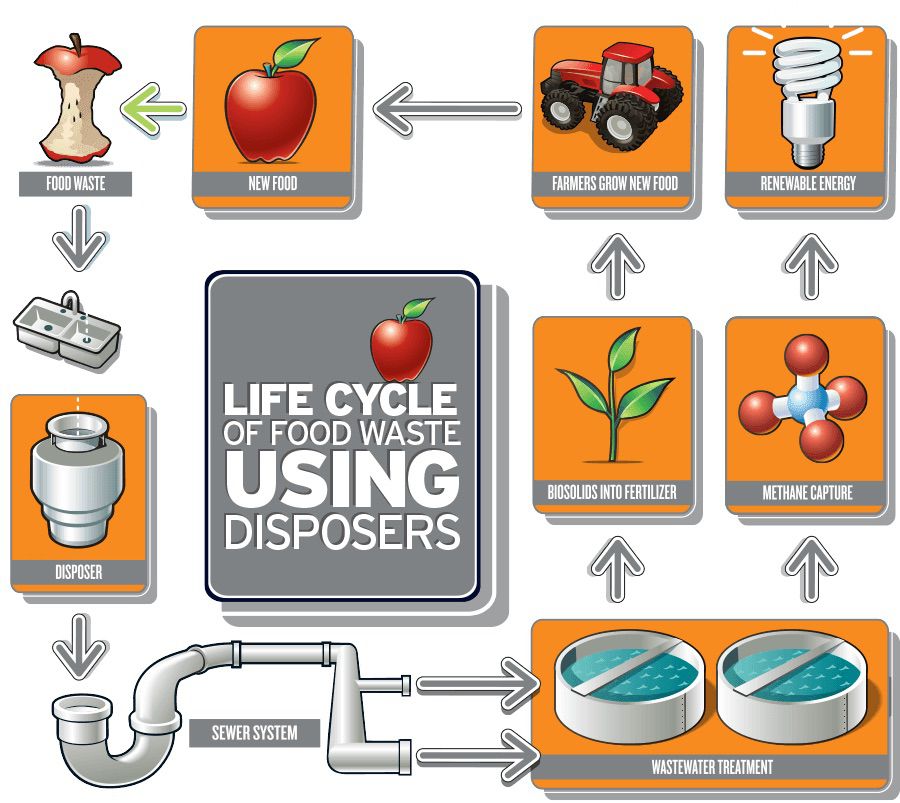 FOOD WASTE
NEW FOOD
FARMERS GROW NEW FOOD
RENEWABLE ENERGY
LIFE CYCLE
OF FOOD WASTE
USING
DISPOSERS
BIOSOLIDS INTO FERTILIZER
METHANE CAPTURE
DISPOSER
SEWER SYSTEM
WASTEWATER TREATMENT